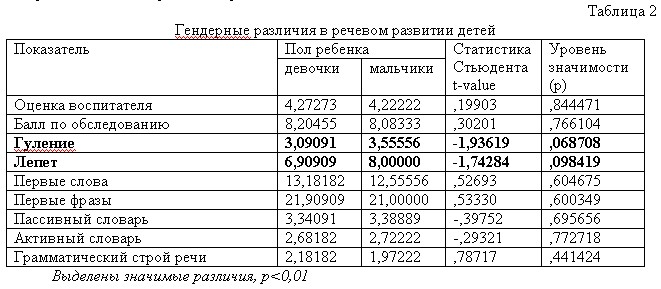 Таблица 2
Гендерные различия в речевом развитии детей
Показатель Пол ребенка Статистика Стьюдента t-value Уровень значимости (p)
девочки мальчики
Оценка воспитателя 4,27273 4,22222 ,19903 ,844471
Балл по обследованию 8,20455 8,08333 ,30201 ,766104
Гуление 3,09091 3,55556 -1,93619 ,068708
Лепет 6,90909 8,00000 -1,74284 ,098419
Первые слова 13,18182 12,55556 ,52693 ,604675
Первые фразы 21,90909 21,00000 ,53330 ,600349
Пассивный словарь 3,34091 3,38889 -,39752 ,695656
Активный словарь 2,68182 2,72222 -,29321 ,772718
Грамматический строй речи 2,18182 1,97222 ,78717 ,441424
Выделены значимые различия, p<0,01